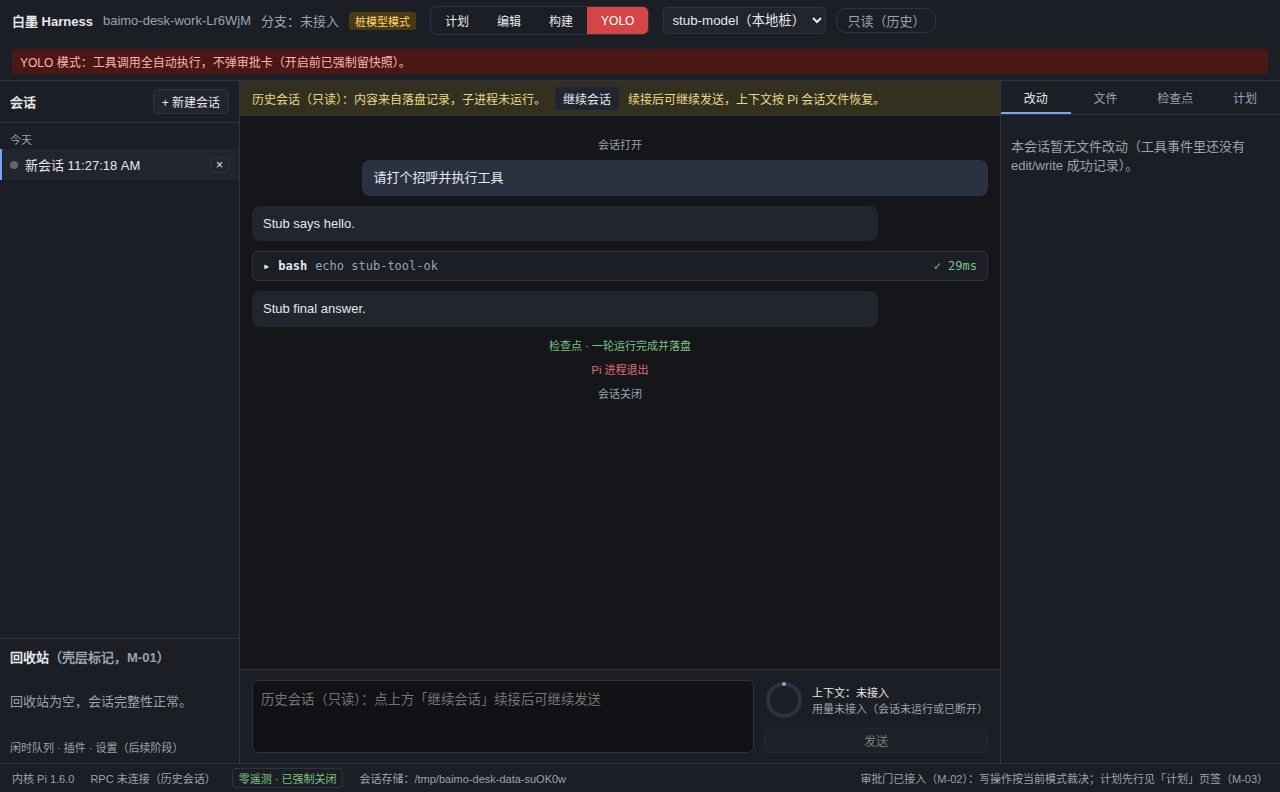 白墨 Harness baimo-desk-work-Lr6WjM 分支：未接入 桩模型模式 计划 编辑 构建 YOLO stub-model（本地桩） 只读（历史）
YOLO 模式：工具调用全自动执行，不弹审批卡（开启前已强制留快照）。
会话 + 新建会话
今天
新会话 11:27:18 AM ×
回收站（壳层标记，M-01）
回收站为空，会话完整性正常。
闲时队列 · 插件 · 设置（后续阶段）
历史会话（只读）：内容来自落盘记录，子进程未运行。 继续会话 续接后可继续发送，上下文按 Pi 会话文件恢复。
会话打开
请打个招呼并执行工具
Stub says hello.
▸ bash echo stub-tool-ok ✓ 29ms
Stub final answer.
检查点 · 一轮运行完成并落盘
Pi 进程退出
会话关闭
历史会话（只读）：点上方「继续会话」续接后可继续发送
上下文：未接入
用量未接入（会话未运行或已断开）
发送
改动 文件 检查点 计划
本会话暂无文件改动（工具事件里还没有
edit/write 成功记录）。
内核 Pi 1.6.0 RPC 未连接（历史会话） 零遥测 · 已强制关闭 会话存储：/tmp/baimo-desk-data-suOK0w 审批门已接入（M-02）：写操作按当前模式裁决；计划先行见「计划」页签（M-03）